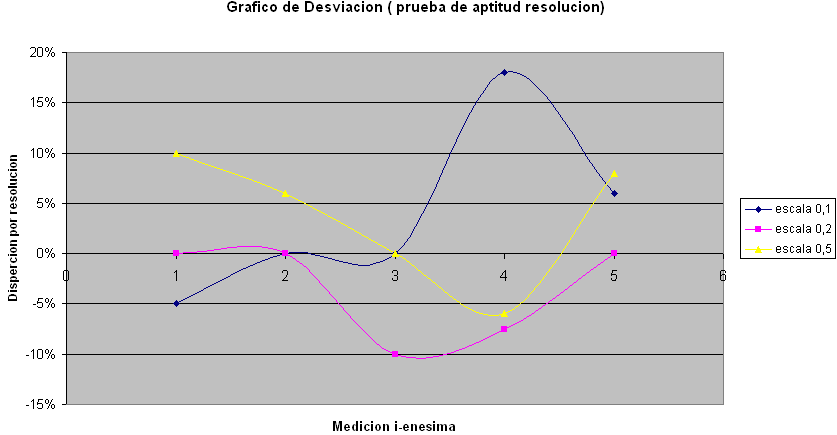 Grafico de Desviacion ( prueba de aptitud resolucion)
20%
15%
10%
5%
0%
-5%
-10%
-15%
0 1 2 3 4 5 6
Dispercion por resolucion
Medicion i-enesima
escala 0,1
escala 0,2
escala 0,5